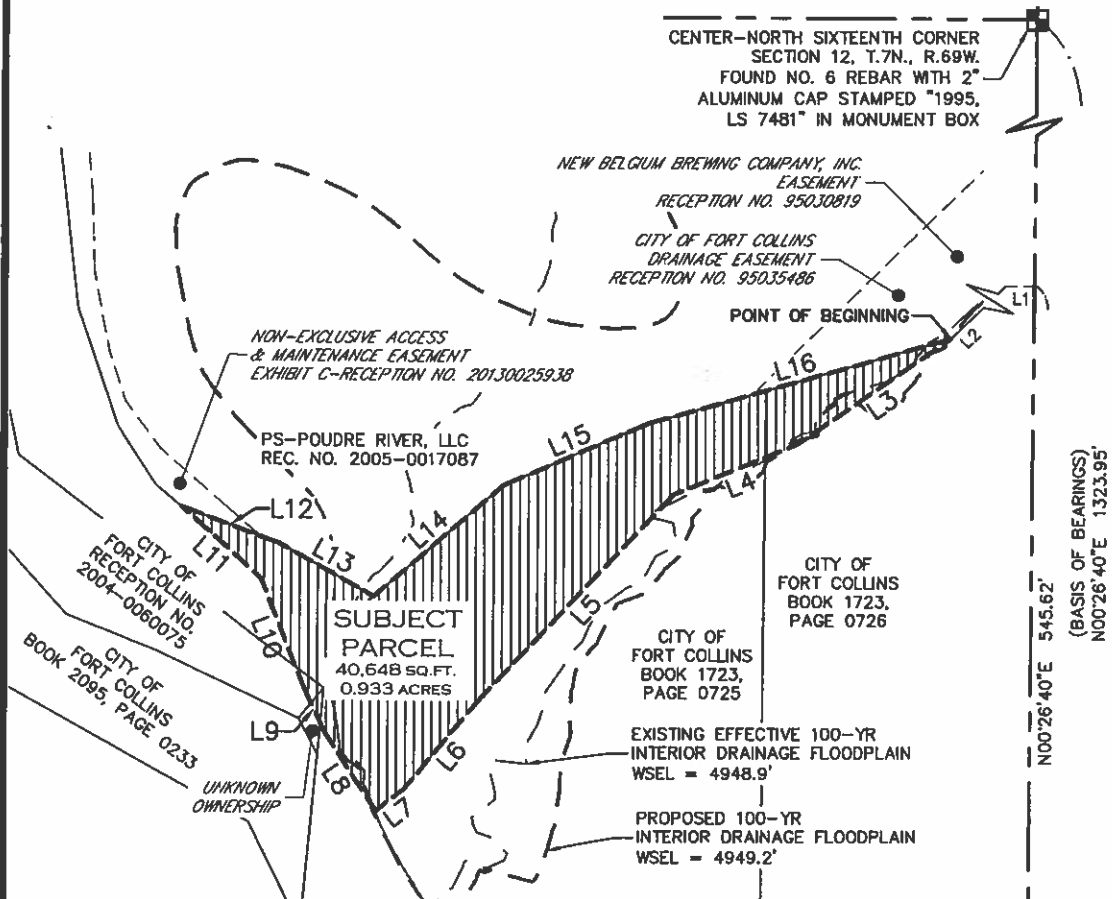 CENTER-NORTH SIXTEENTH CORNER
SECTION 12, T.7N., R.69W.
FOUND NO. 6 REBAR WITH 2"
ALUMINUM CAP STAMPED "1995,
LS 7481" IN MONUMENT BOX
NEW BELGIUM BREWING COMPANY, INC.
EASEMENT
RECEPTION NO. 95030819
CITY OF FORT COLLINS
DRAINAGE EASEMENT
RECEPTION NO. 95035486
POINT OF BEGINNING
L1
L2
NON-EXCLUSIVE ACCESS
& MAINTENANCE EASEMENT
EXHIBIT C-RECEPTION NO. 20130025938
L16
L3
PS-POUDRE RIVER, LLC
REC. NO. 2005-0017087
L15
L4
L12
L14
L13
L11
CITY OF
FORT COLLINS
RECEPTION NO.
2004-0060075
L10
SUBJECT
PARCEL
40,648 SQ.FT.
0.933 ACRES
L5
CITY OF
FORT COLLINS
BOOK 1723,
PAGE 0726
CITY OF
FORT COLLINS
BOOK 1723,
PAGE 0725
CITY OF
FORT COLLINS
BOOK 2095, PAGE 0233
L9
L6
L8
L7
UNKNOWN
OWNERSHIP
EXISTING EFFECTIVE 100-YR
INTERIOR DRAINAGE FLOODPLAIN
WSEL = 4948.9'
PROPOSED 100-YR
INTERIOR DRAINAGE FLOODPLAIN
WSEL = 4949.2'
N00°26'40"E 545.62'
(BASIS OF BEARINGS)
N00°26'40"E 1323.95'